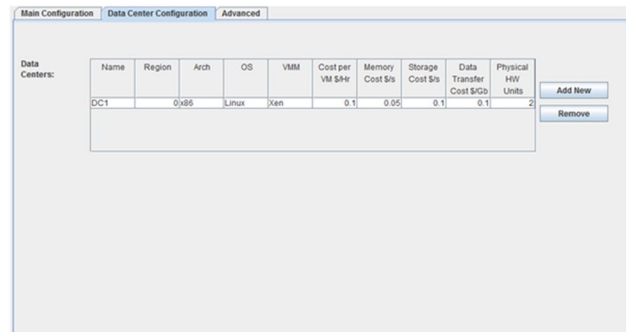 Main Configuration Data Center Configuration Advanced
Data Centers:
Name Region Arch OS VMM Cost per VM $/Hr Memory Cost $/s Storage Cost $/s Data Transfer Cost $/Gb Physical HW Units
DC1 0 x86 Linux Xen 0.1 0.05 0.1 0.1 2
Add New
Remove